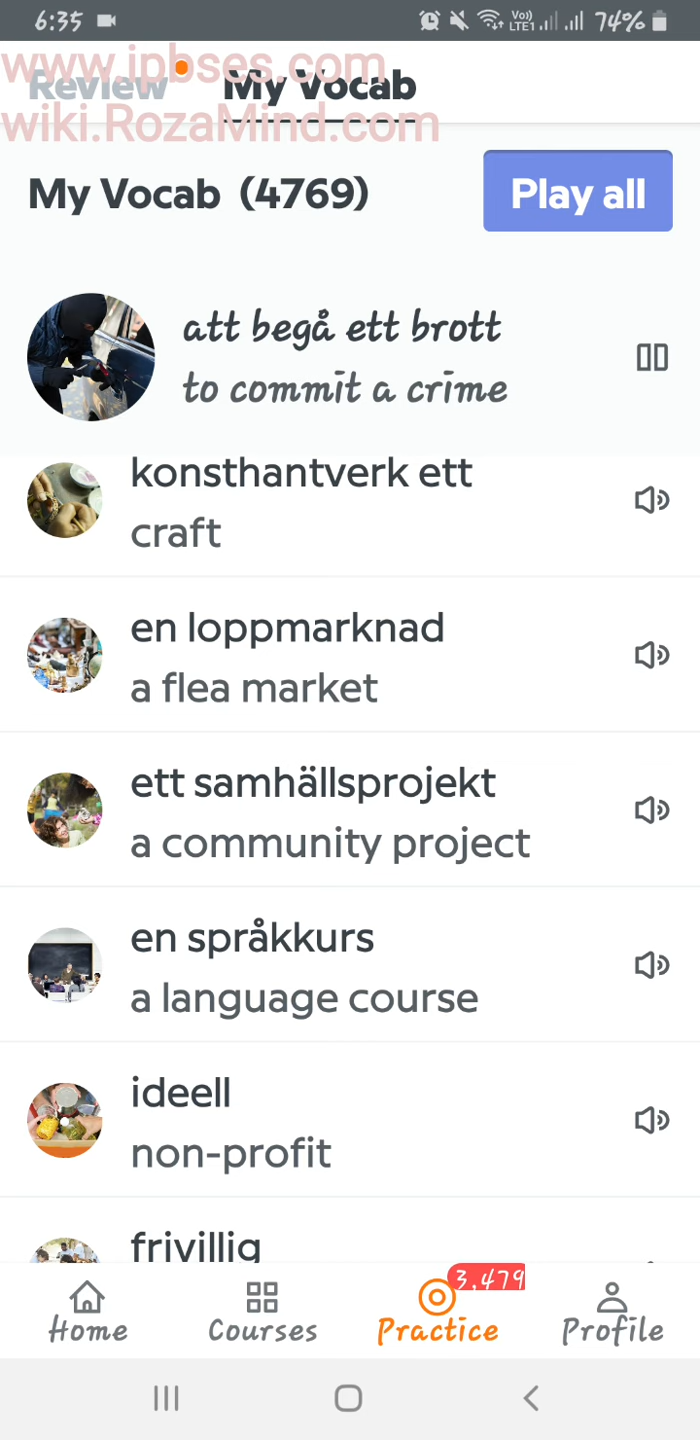 6:35 Vo)) LTE1 74%
www.ipbses.com
Review My Vocab
wiki.RozaMind.com
My Vocab (4769) Play all
att begå ett brott
to commit a crime
konsthantverk ett
craft
en loppmarknad
a flea market
ett samhällsprojekt
a community project
en språkkurs
a language course
ideell
non-profit
frivillig
3,479
Home Courses Practice Profile